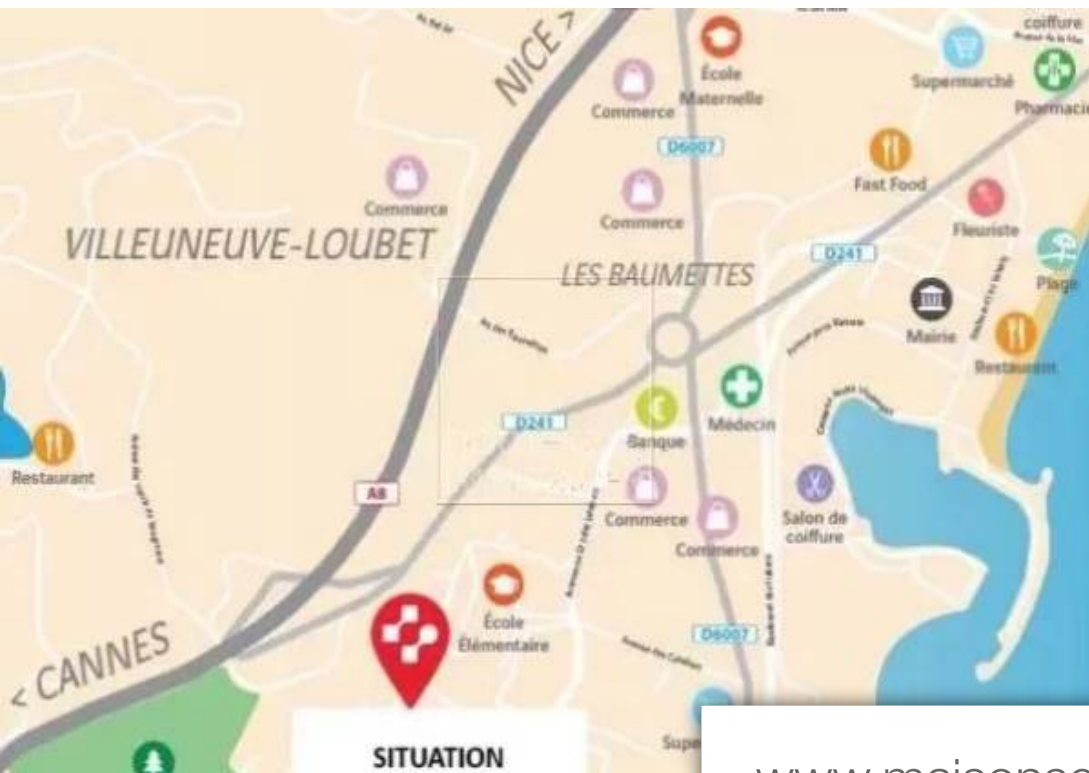 coiffure
NICE >
École
Maternelle
Supermarché
Commerce
Pharmacie
D6007
Fast Food
Commerce
Commerce
Fleuriste
VILLEUNEUVE-LOUBET
D241
LES BAUMETTES
Plage
Mairie
Restaurant
D241
Banque
Médecin
Restaurant
A8
Commerce
Salon de
coiffure
Commerce
École
Élémentaire
D6007
< CANNES
SITUATION